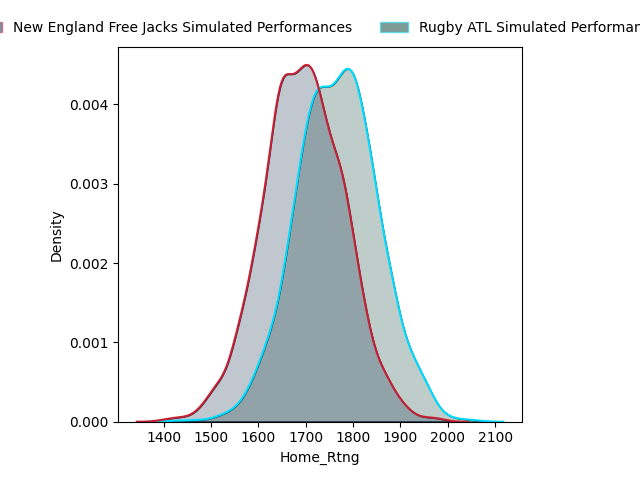 New England Free Jacks Simulated Performances Rugby ATL Simulated
0.004
0.003
0.002
0.001
0.000
Density
1400 1500 1600 1700 1800 1900 2000 2100
Home_Rtng